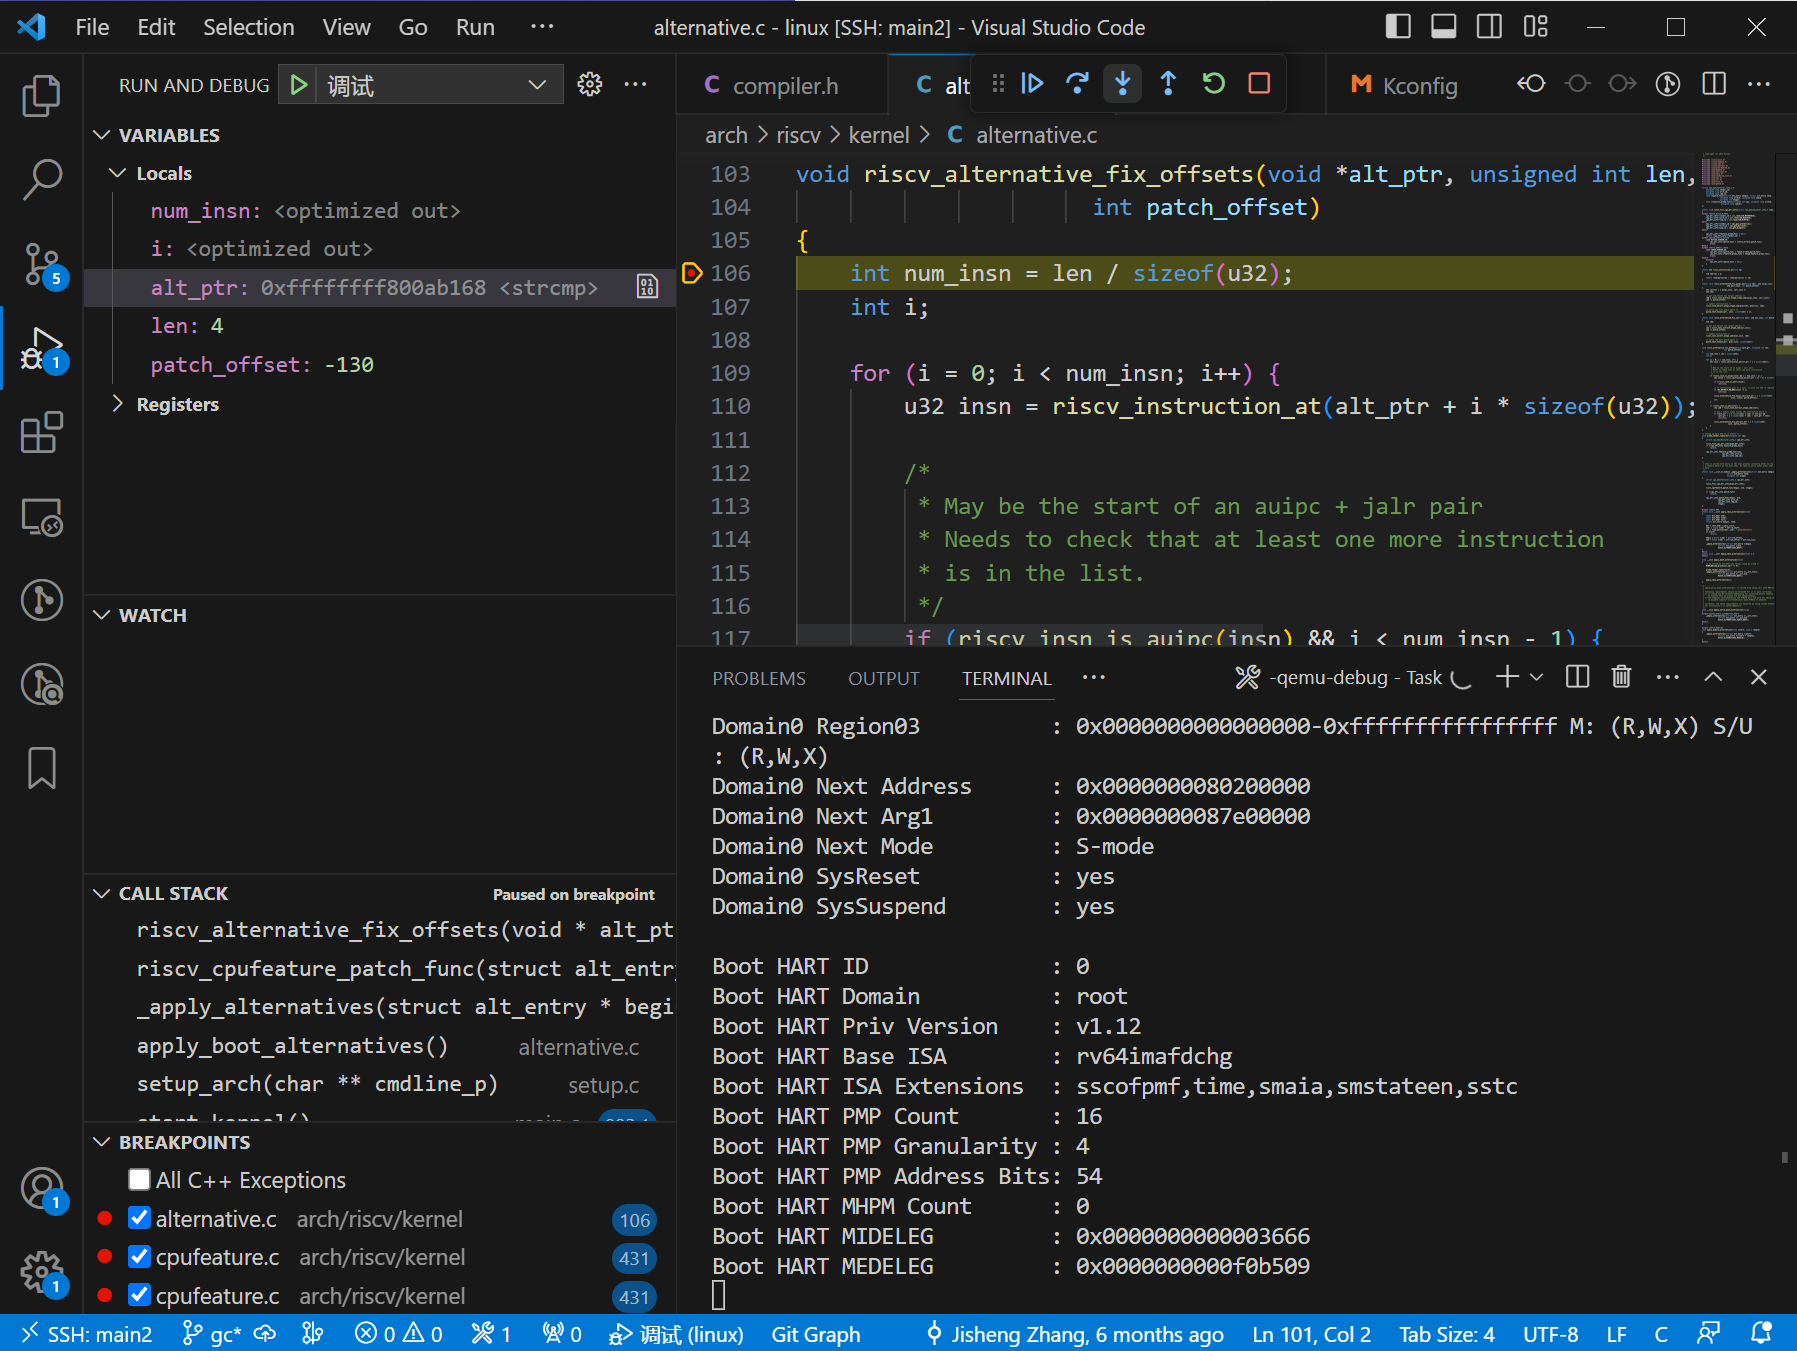 File Edit Selection View Go Run ··· alternative.c - linux [SSH: main2] - Visual Studio Code
RUN AND DEBUG 调试 ···
VARIABLES
Locals
num_insn: <optimized out>
i: <optimized out>
alt_ptr: 0xffffffff800ab168 <strcmp>
len: 4
patch_offset: -130
Registers
WATCH
CALL STACK Paused on breakpoint
riscv_alternative_fix_offsets(void * alt_pt
riscv_cpufeature_patch_func(struct alt_entry
_apply_alternatives(struct alt_entry * begi
apply_boot_alternatives() alternative.c
setup_arch(char ** cmdline_p) setup.c
start_kernel() main.c
BREAKPOINTS
All C++ Exceptions
alternative.c arch/riscv/kernel 106
cpufeature.c arch/riscv/kernel 431
cpufeature.c arch/riscv/kernel 431
5
1
1
1
C compiler.h C alt M Kconfig ···
arch > riscv > kernel > C alternative.c
103 void riscv_alternative_fix_offsets(void *alt_ptr, unsigned int len,
104 int patch_offset)
105 {
106 int num_insn = len / sizeof(u32);
107 int i;
108
109 for (i = 0; i < num_insn; i++) {
110 u32 insn = riscv_instruction_at(alt_ptr + i * sizeof(u32));
111
112 /*
113 * May be the start of an auipc + jalr pair
114 * Needs to check that at least one more instruction
115 * is in the list.
116 */
117 if (riscv_insn_is_auipc(insn) && i < num_insn - 1) {
PROBLEMS OUTPUT TERMINAL ··· -qemu-debug - Task ···
Domain0 Region03 : 0x0000000000000000-0xffffffffffffffff M: (R,W,X) S/U
: (R,W,X)
Domain0 Next Address : 0x0000000080200000
Domain0 Next Arg1 : 0x0000000087e00000
Domain0 Next Mode : S-mode
Domain0 SysReset : yes
Domain0 SysSuspend : yes
Boot HART ID : 0
Boot HART Domain : root
Boot HART Priv Version : v1.12
Boot HART Base ISA : rv64imafdchg
Boot HART ISA Extensions : sscofpmf,time,smaia,smstateen,sstc
Boot HART PMP Count : 16
Boot HART PMP Granularity : 4
Boot HART PMP Address Bits: 54
Boot HART MHPM Count : 0
Boot HART MIDELEG : 0x0000000000003666
Boot HART MEDELEG : 0x0000000000f0b509
SSH: main2 gc* 0 0 1 0 调试 (linux) Git Graph Jisheng Zhang, 6 months ago Ln 101, Col 2 Tab Size: 4 UTF-8 LF C